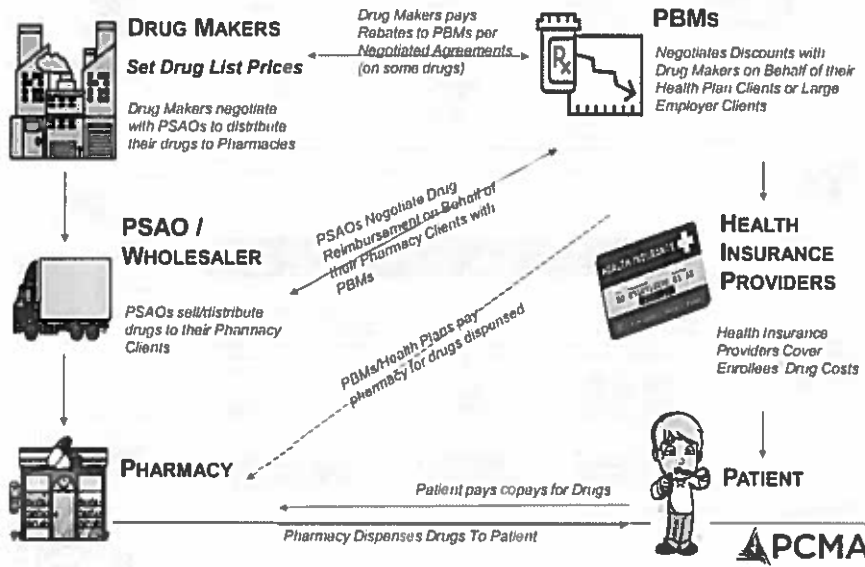 DRUG MAKERS
Set Drug List Prices
Drug Makers negotiate
with PSAOs to distribute
their drugs to Pharmacies
Drug Makers pays
Rebates to PBMs per
Negotiated Agreements
(on some drugs)
Rx
PBMs
Negotiates Discounts with
Drug Makers on Behalf of their
Health Plan Clients or Large
Employer Clients
PSAO /
WHOLESALER
PSAOs sell/distribute
drugs to their Pharmacy
Clients
PSAOs Negotiate Drug
Reimbursement on Behalf of
their Pharmacy Clients with
PBMs
PBMs/Health Plans pay
pharmacy for drugs dispensed
HEALTH
INSURANCE
PROVIDERS
Health Insurance
Providers Cover
Enrollees' Drug Costs
PHARMACY
Patient pays copays for Drugs
Pharmacy Dispenses Drugs To Patient
PATIENT
PCMA